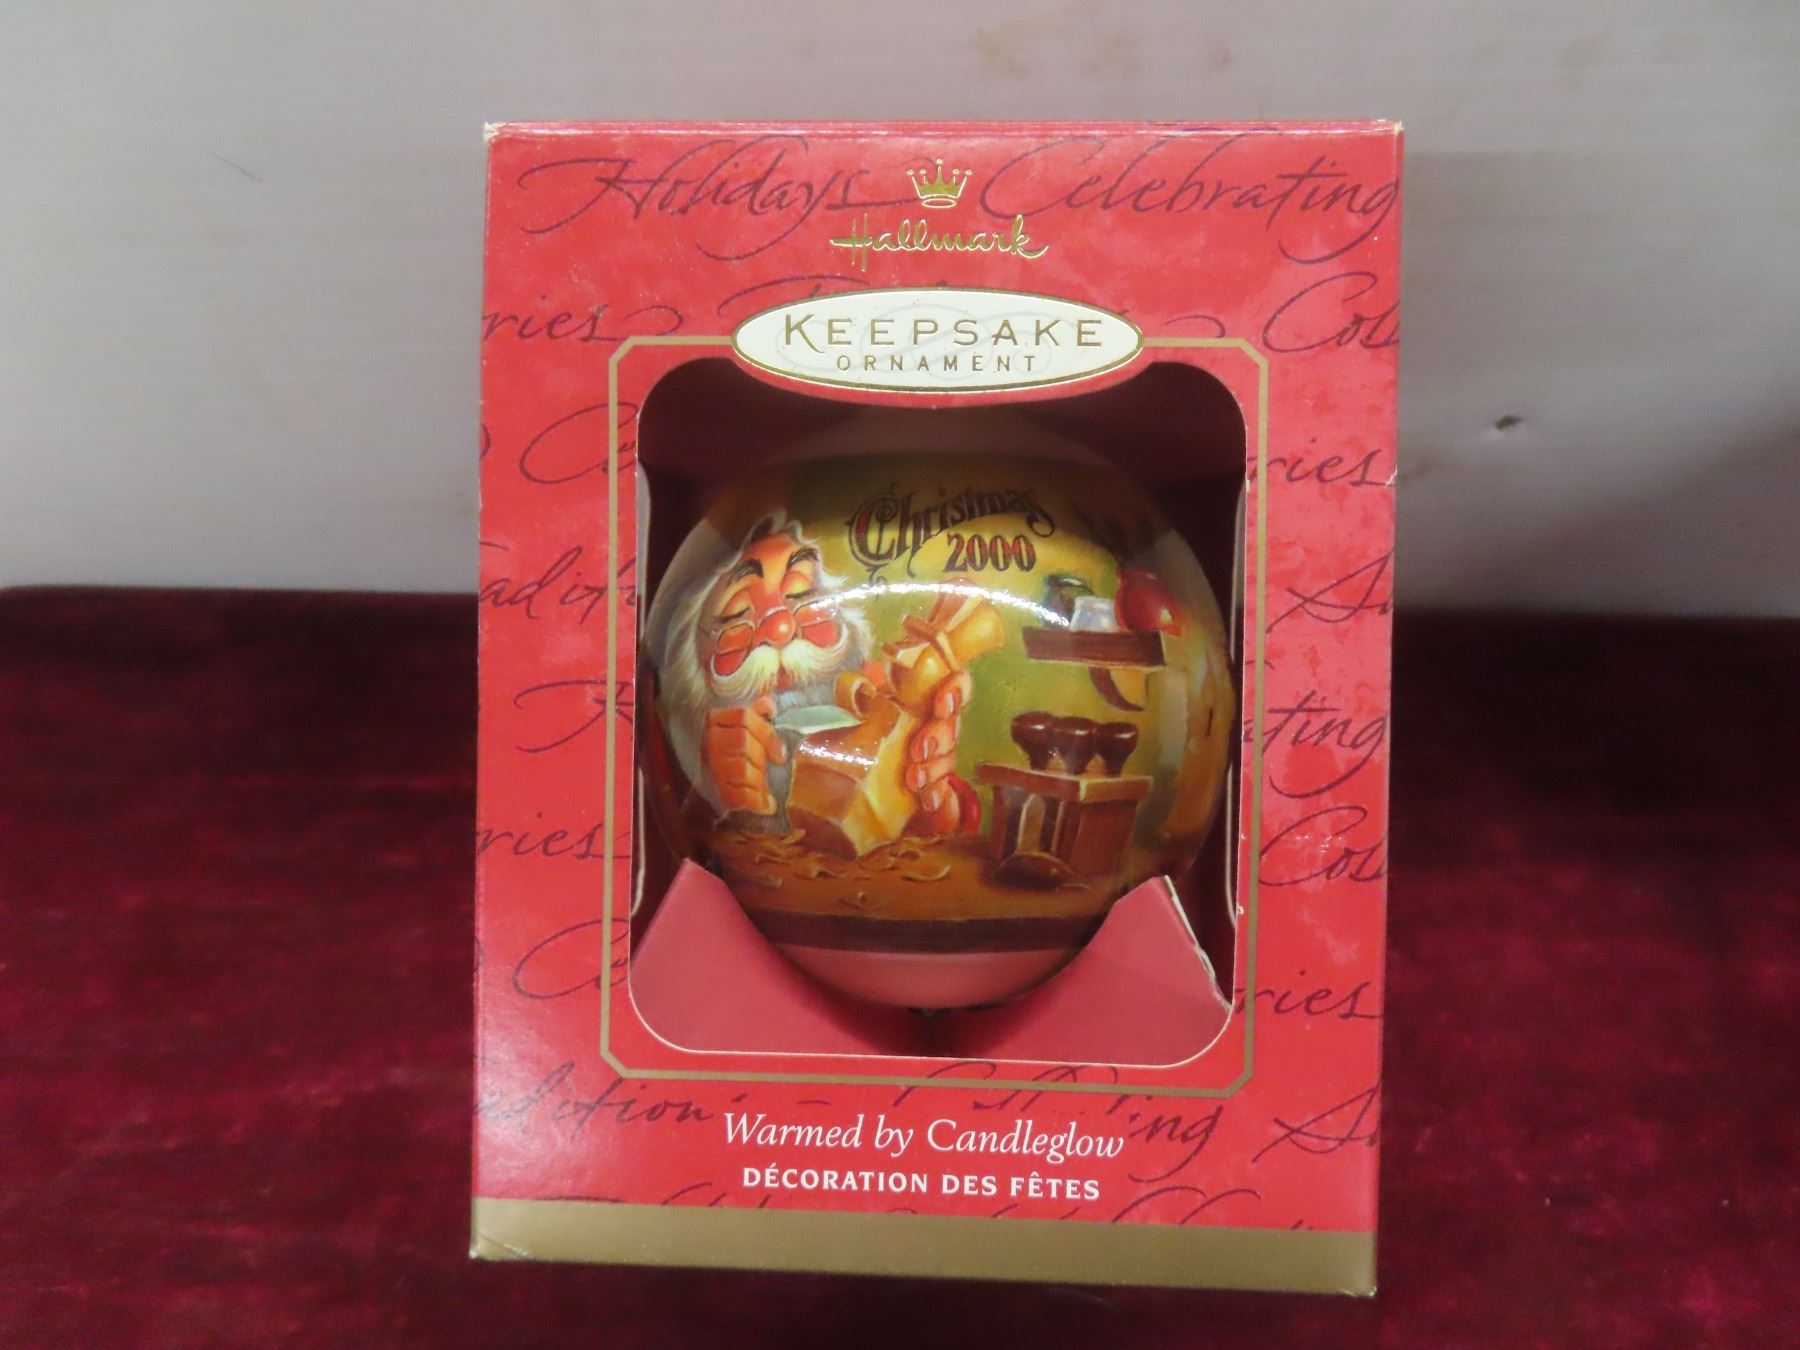 Holidays Celebrating
Hallmark
KEEPSAKE
ORNAMENT
Christmas
2000
Warmed by Candleglow
DÉCORATION DES FÊTES